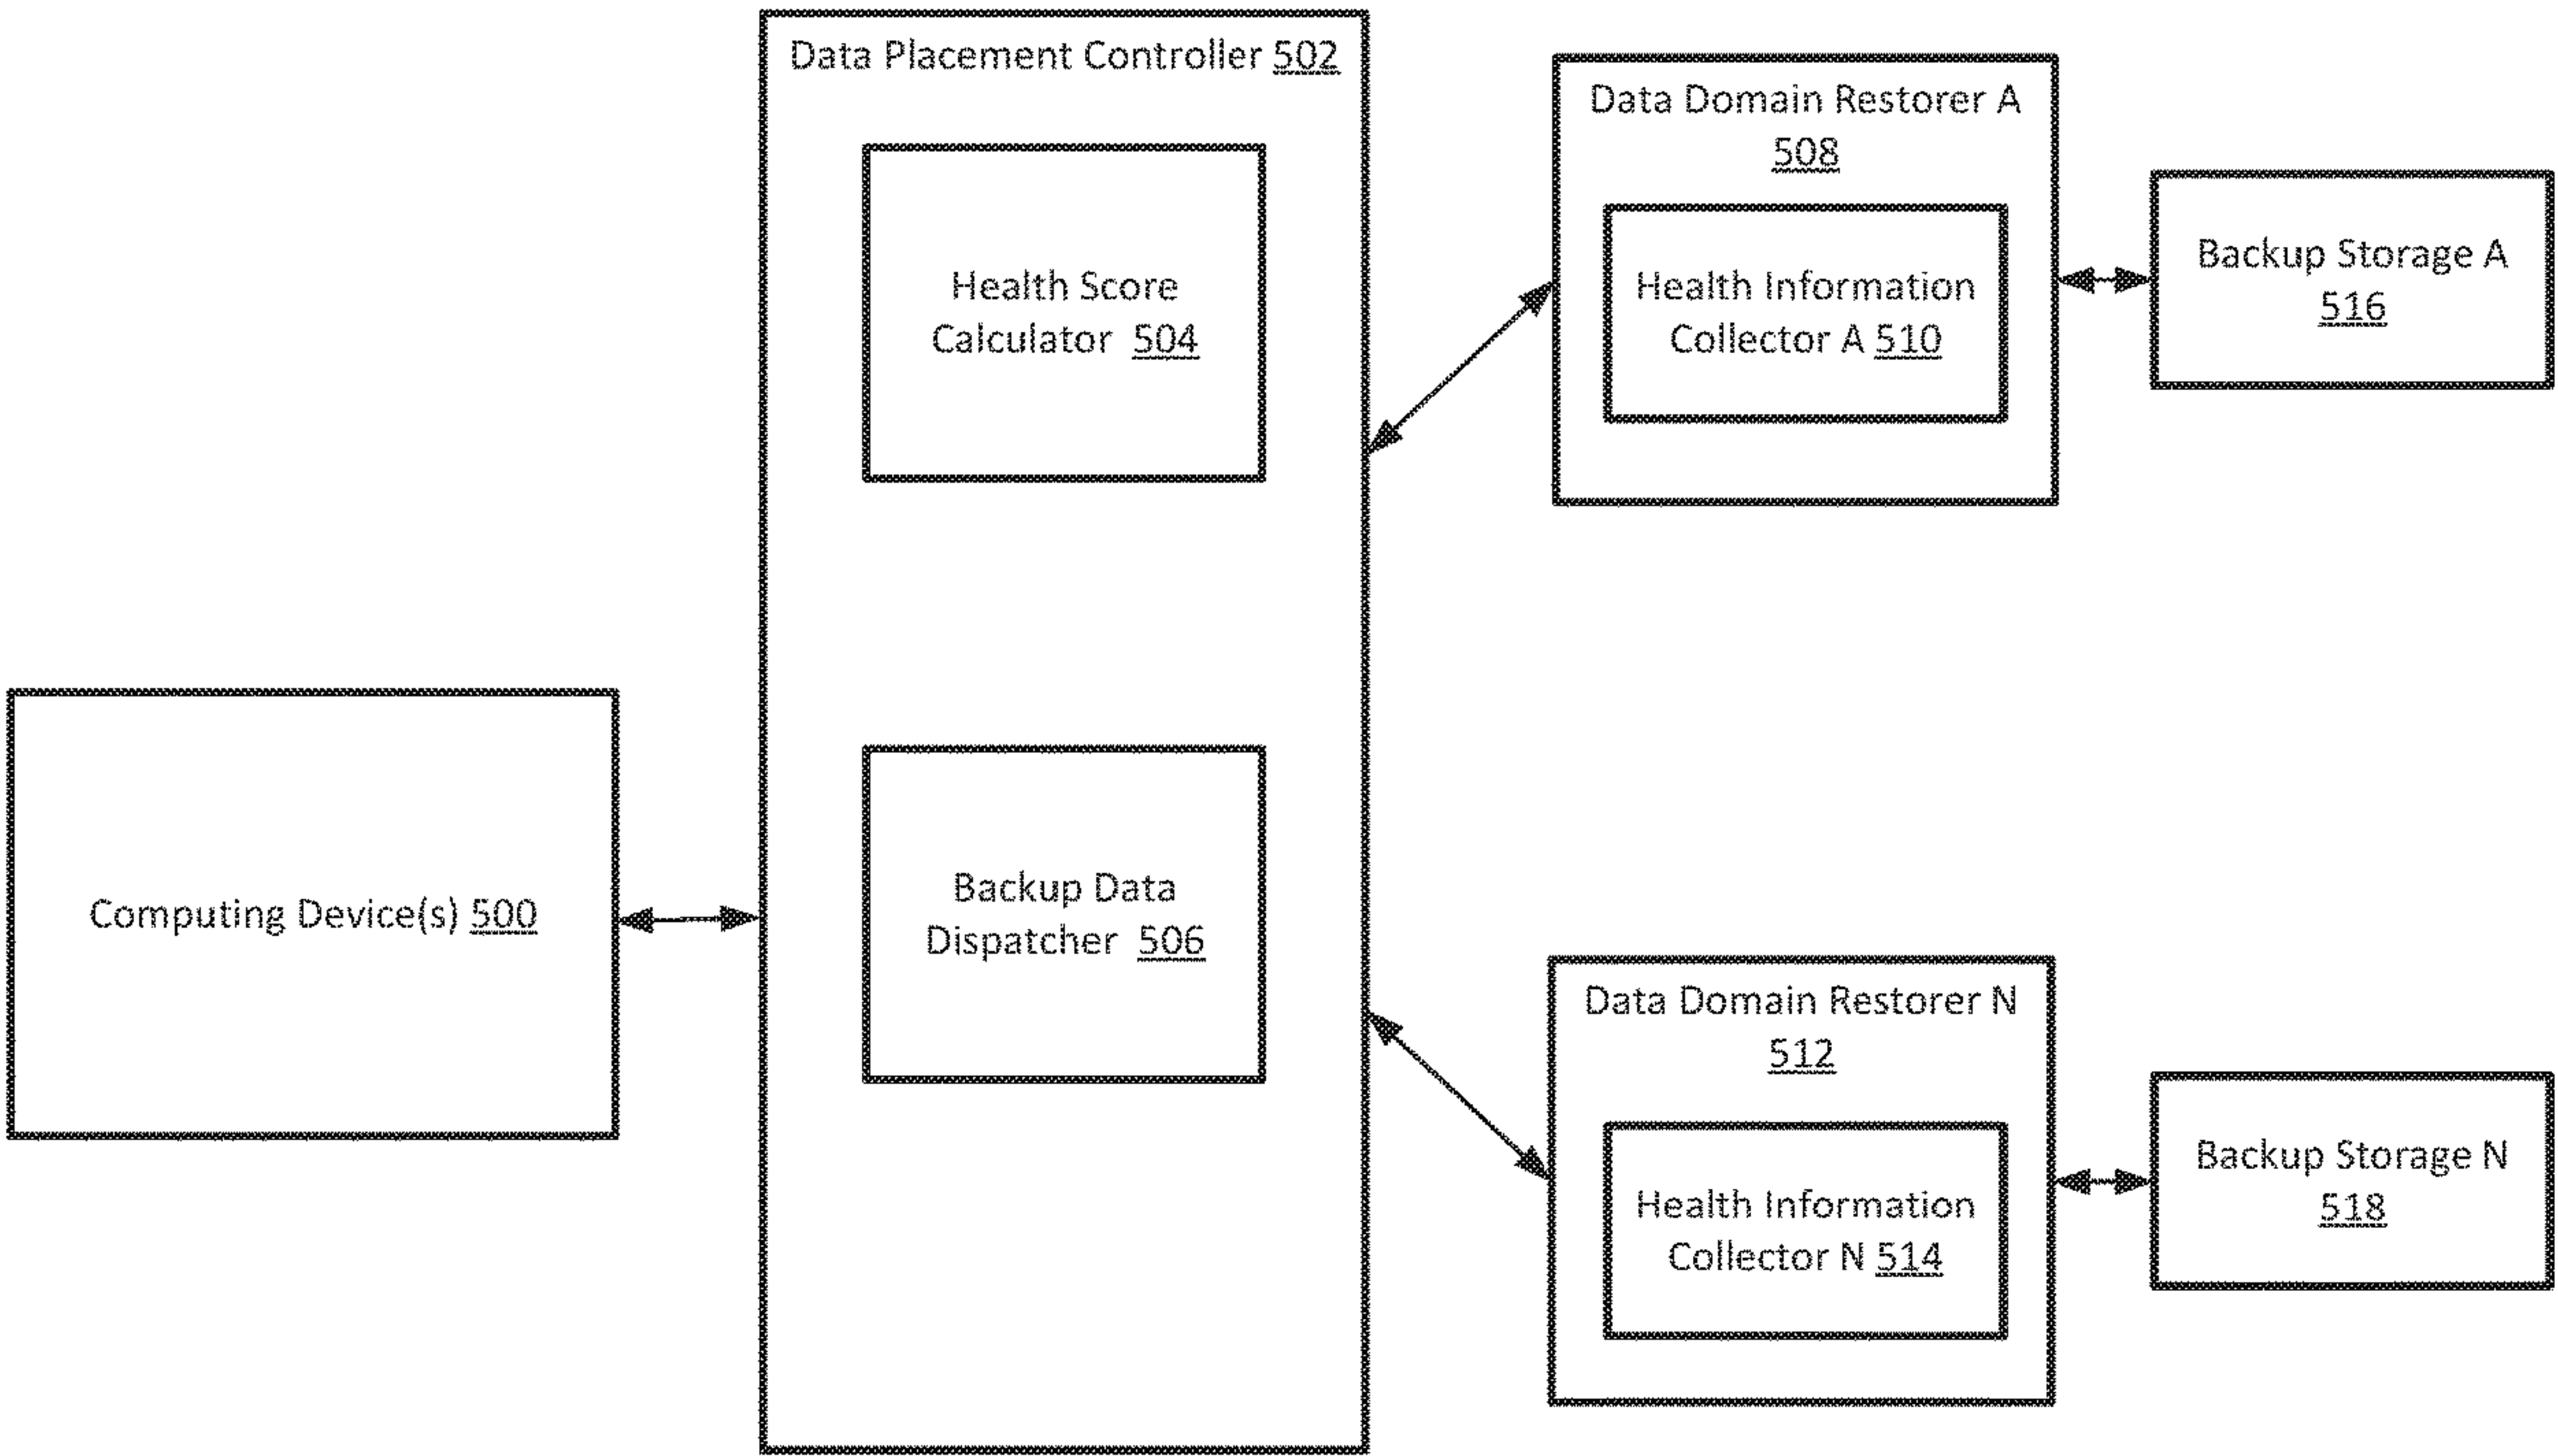 Data Placement Controller 502
Health Score
Calculator 504
Backup Data
Dispatcher 506
Computing Device(s) 500
Data Domain Restorer A
508
Health Information
Collector A 510
Backup Storage A
516
Data Domain Restorer N
512
Health Information
Collector N 514
Backup Storage N
518